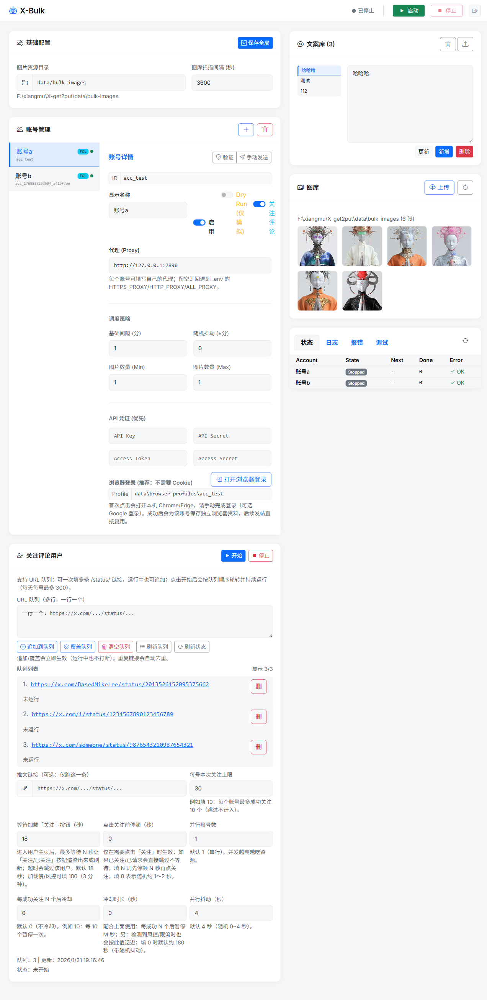 X-Bulk
已停止
启动
停止
基础配置
保存全局
图片资源目录
图库扫描间隔 (秒)
data/bulk-images
3600
F:\xiangmu\X-get2put\data\bulk-images
账号管理
账号a
FOL
acc_test
账号b
FOL
acc_1768838203594_a419f7ae
账号详情
验证
手动发送
ID
acc_test
显示名称
账号a
启用
Dry Run (仅模拟)
关注评论
代理 (Proxy)
http://127.0.0.1:7890
每个账号可填写自己的代理；留空则回退到 .env 的
HTTPS_PROXY/HTTP_PROXY/ALL_PROXY。
调度策略
基础间隔 (分)
随机抖动 (±分)
1
0
图片数量 (Min)
图片数量 (Max)
1
1
API 凭证 (优先)
API Key
API Secret
Access Token
Access Secret
浏览器登录 (推荐：不需要 Cookie)
打开浏览器登录
Profile
data\browser-profiles\acc_test
首次点击会打开本机 Chrome/Edge，请手动完成登录（可选
Google 登录）。成功后会为该账号保存独立浏览器资料，后续发帖直
接复用。
关注评论用户
开始
停止
支持 URL 队列：可一次填多条 /status/ 链接，运行中也可追加；点击开始后会按队列顺序轮转并持续运行
（每天每号最多 300）。
URL 队列（多行，一行一个）
一行一个：https://x.com/.../status/...
追加到队列
覆盖队列
清空队列
刷新队列
刷新状态
追加/覆盖会立即生效（运行中也不打断）；重复链接会自动去重。
队列列表
显示 3/3
1. https://x.com/BasedMikeLee/status/2013526152095375662
删
未运行
2. https://x.com/i/status/1234567890123456789
删
未运行
3. https://x.com/someone/status/9876543210987654321
删
未运行
推文链接（可选：仅跑这一条）
每号本次关注上限
https://x.com/.../status/...
30
例如填 10：每个账号最多成功关注
10 个（跳过不计入）。
等待加载「关注」按钮（秒）
点击关注前停顿（秒）
并行账号数
18
0
1
进入用户主页后，最多等待 N 秒让
「关注/已关注」按钮渲染出来或刷
新；超时会跳过该用户。默认 18
秒；加载慢/风控可填 180（3 分
钟）。
仅在需要点击「关注」时生效：如
果已关注/已请求会直接跳过不等
待；填 N 则先停顿 N 秒再点关
注；填 0 表示随机约 1～2 秒。
默认 1（串行）。并发越高越吃资
源。
每成功关注 N 个后冷却
冷却时长（秒）
并行抖动（秒）
0
0
4
默认 0（不冷却）。例如 10：每 10
个暂停一次。
配合上面使用：每成功 N 个后暂停
M 秒；另：检测到风控/限流时也
会按此值退避；填 0 时默认约 180
秒（带随机抖动）。
默认 4 秒（随机 0~4 秒）。
队列：3 | 更新：2026/1/31 19:16:46
状态：未开始
文案库 (3)
哈哈哈
测试
112
哈哈哈
更新
新增
删除
图库
上传
F:\xiangmu\X-get2put\data\bulk-images (6 张)
状态
日志
报错
调试
Account State Next Done Error
账号a Stopped - 0 OK
账号b Stopped - 0 OK